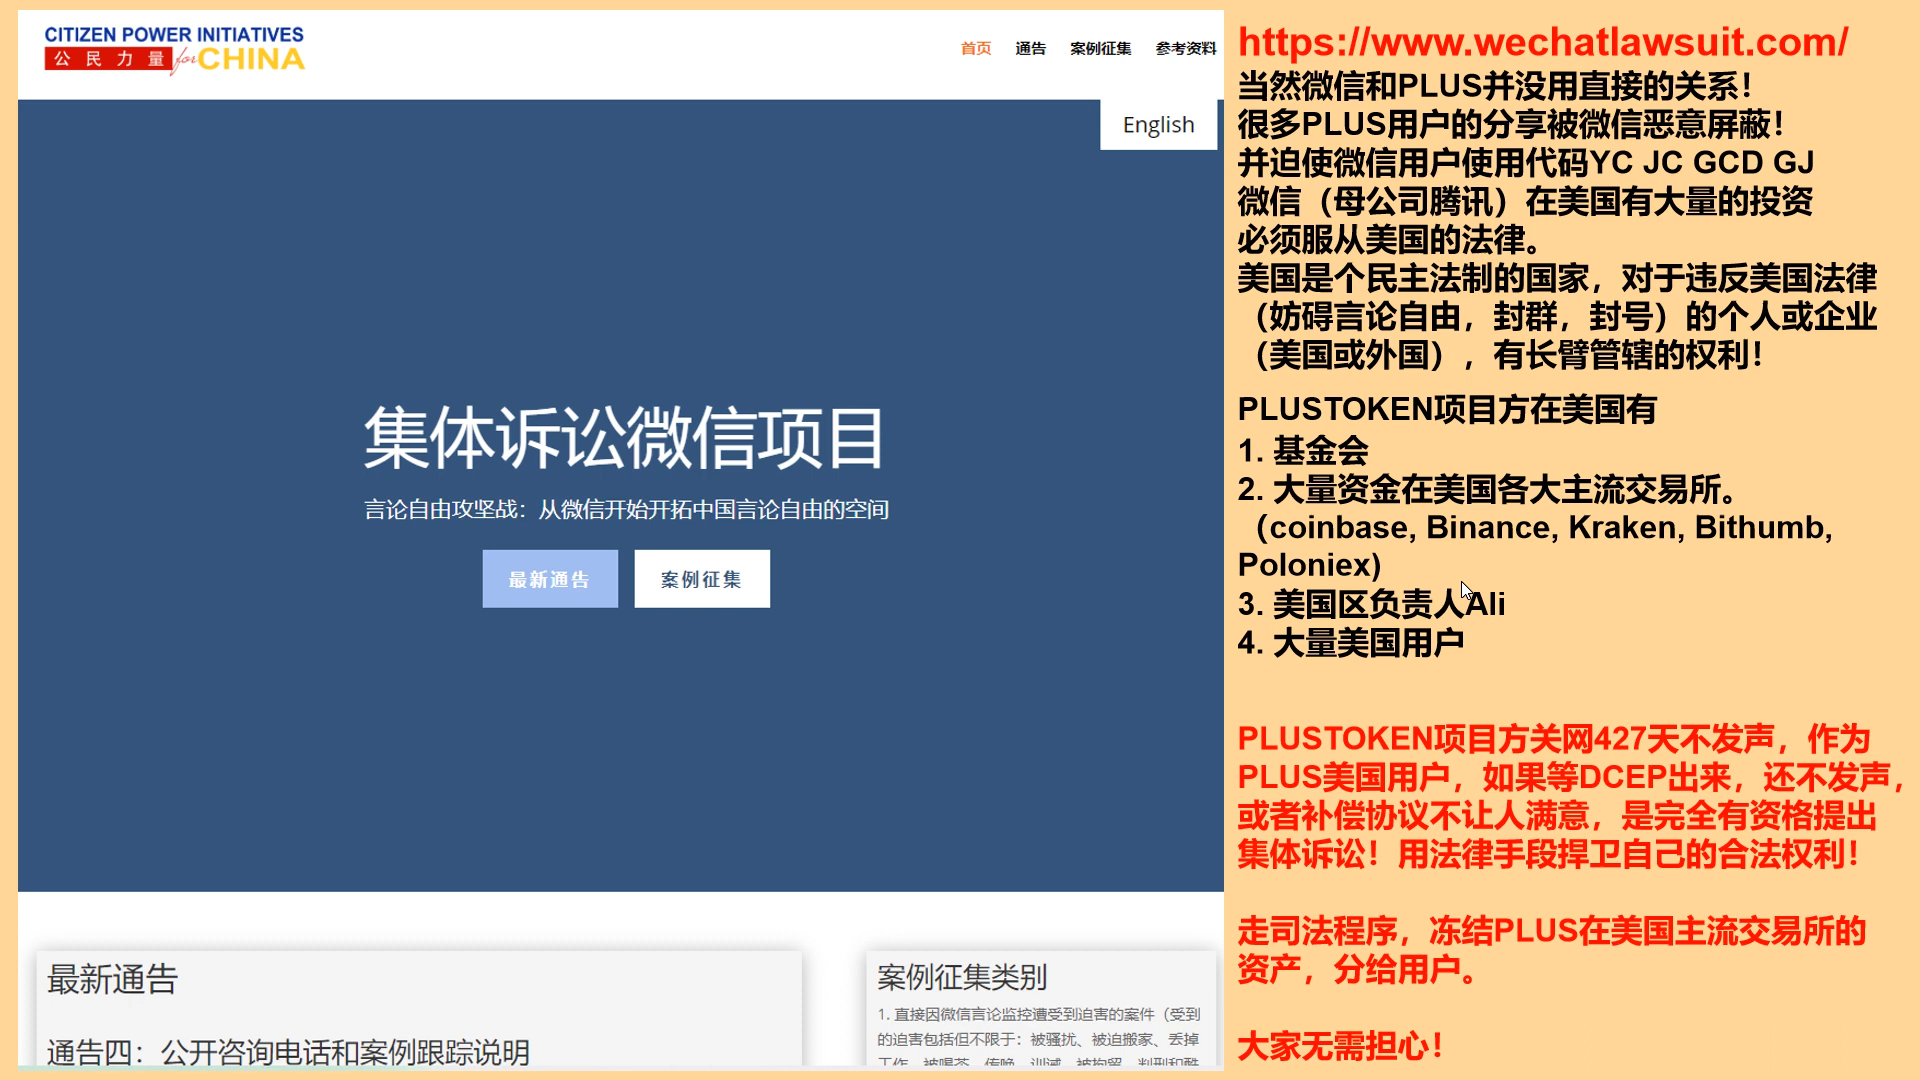 CITIZEN POWER INITIATIVES
公民力量 for CHINA
首页 通告 案例征集 参考资料
English
集体诉讼微信项目
言论自由攻坚战：从微信开始开拓中国言论自由的空间
最新通告 案例征集
最新通告
通告四：公开咨询电话和案例跟踪说明
案例征集类别
1. 直接因微信言论监控遭受到迫害的案件（受到
的迫害包括但不限于：被骚扰、被迫搬家、丢掉
工作、被喝茶、传唤、训诫、被拘留、判刑和酷
https://www.wechatlawsuit.com/
当然微信和PLUS并没用直接的关系！
很多PLUS用户的分享被微信恶意屏蔽！
并迫使微信用户使用代码YC JC GCD GJ
微信（母公司腾讯）在美国有大量的投资
必须服从美国的法律。
美国是个民主法制的国家，对于违反美国法律
（妨碍言论自由，封群，封号）的个人或企业
（美国或外国），有长臂管辖的权利！
PLUSTOKEN项目方在美国有
1. 基金会
2. 大量资金在美国各大主流交易所。
（coinbase, Binance, Kraken, Bithumb,
Poloniex)
3. 美国区负责人Ali
4. 大量美国用户
PLUSTOKEN项目方关网427天不发声，作为
PLUS美国用户，如果等DCEP出来，还不发声，
或者补偿协议不让人满意，是完全有资格提出
集体诉讼！用法律手段捍卫自己的合法权利！
走司法程序，冻结PLUS在美国主流交易所的
资产，分给用户。
大家无需担心！